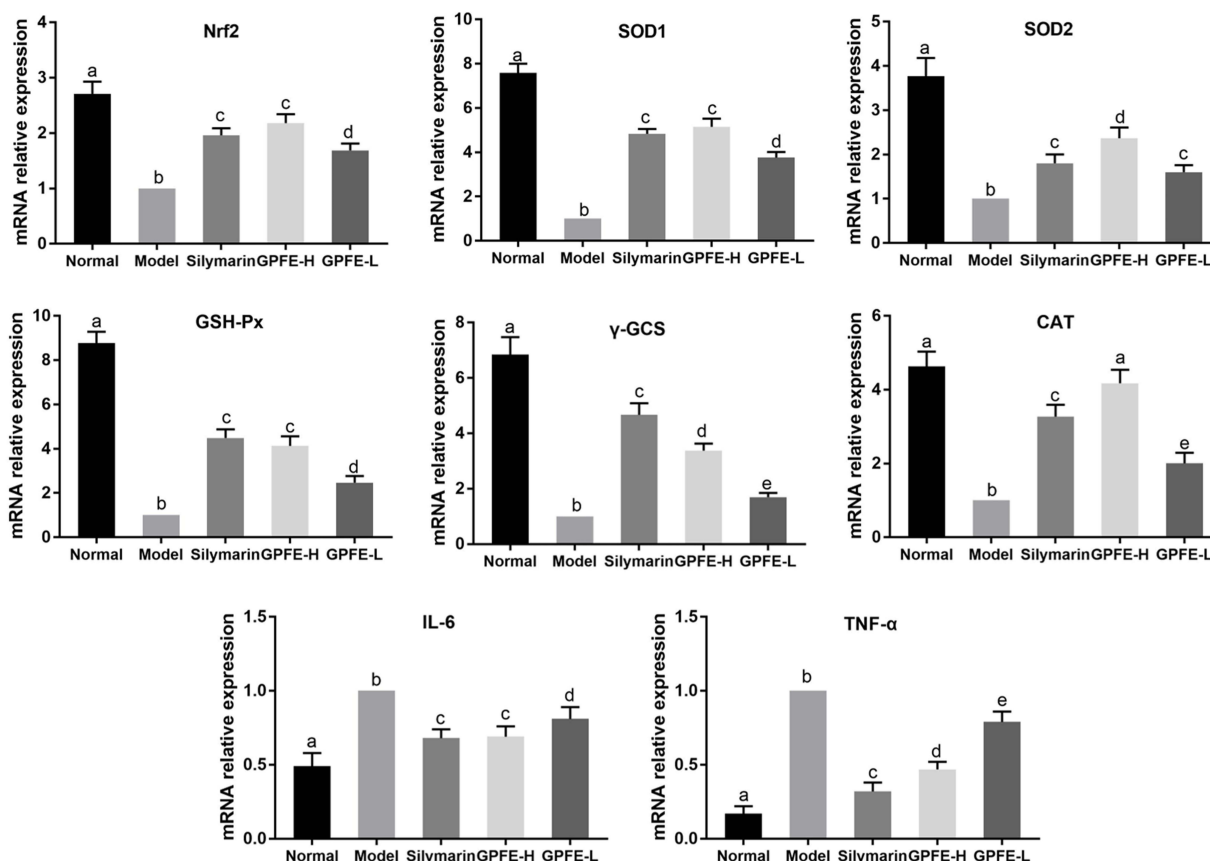 Nrf2
mRNA relative expression
4
3
2
1
0
a
b
c
c
d
Normal Model Silymarin GPFE-H GPFE-L
SOD1
mRNA relative expression
10
8
6
4
2
0
a
b
c
c
d
Normal Model Silymarin GPFE-H GPFE-L
SOD2
mRNA relative expression
5
4
3
2
1
0
a
b
c
d
c
Normal Model Silymarin GPFE-H GPFE-L
GSH-Px
mRNA relative expression
10
8
6
4
2
0
a
b
c
c
d
Normal Model Silymarin GPFE-H GPFE-L
γ-GCS
mRNA relative expression
8
6
4
2
0
a
b
c
d
e
Normal Model Silymarin GPFE-H GPFE-L
CAT
mRNA relative expression
6
4
2
0
a
b
c
a
e
Normal Model Silymarin GPFE-H GPFE-L
IL-6
mRNA relative expression
1.5
1.0
0.5
0.0
a
b
c
c
d
Normal Model Silymarin GPFE-H GPFE-L
TNF-α
mRNA relative expression
1.5
1.0
0.5
0.0
a
b
c
d
e
Normal Model Silymarin GPFE-H GPFE-L